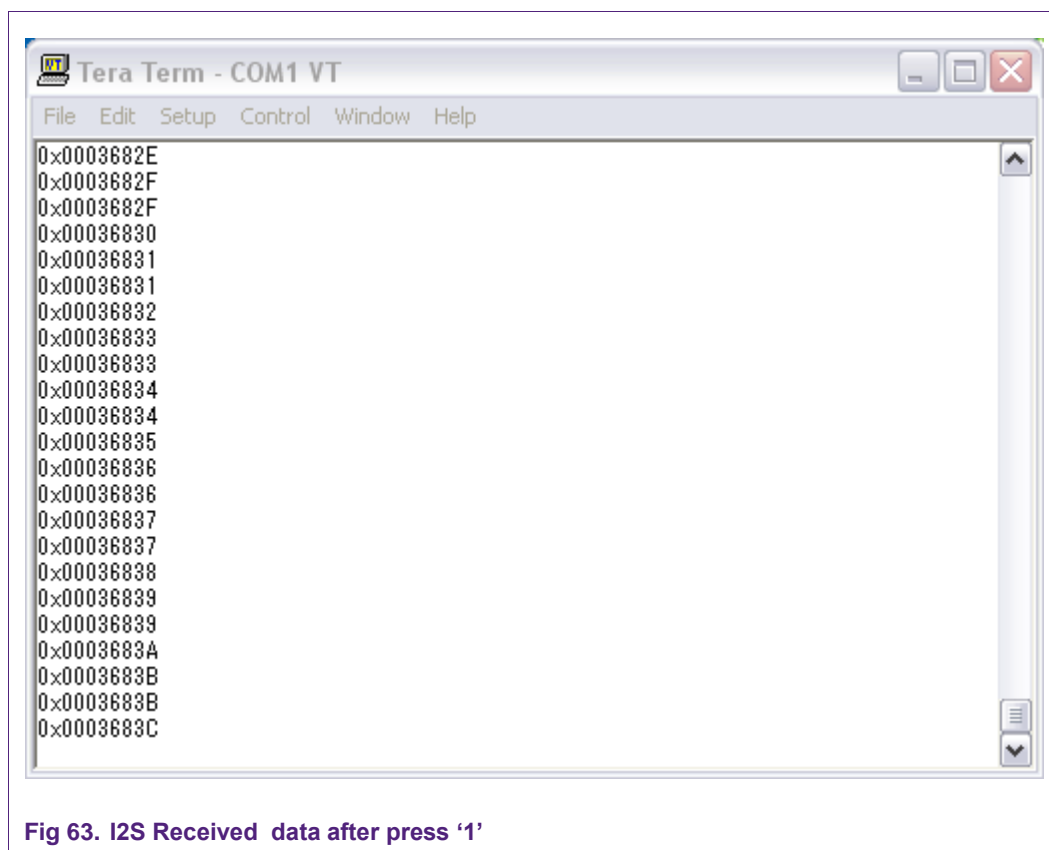 Tera Term - COM1 VT
File Edit Setup Control Window Help
0x0003682E
0x0003682F
0x0003682F
0x00036830
0x00036831
0x00036831
0x00036832
0x00036833
0x00036833
0x00036834
0x00036834
0x00036835
0x00036836
0x00036836
0x00036837
0x00036837
0x00036838
0x00036839
0x00036839
0x0003683A
0x0003683B
0x0003683B
0x0003683C
Fig 63. I2S Received data after press ‘1’